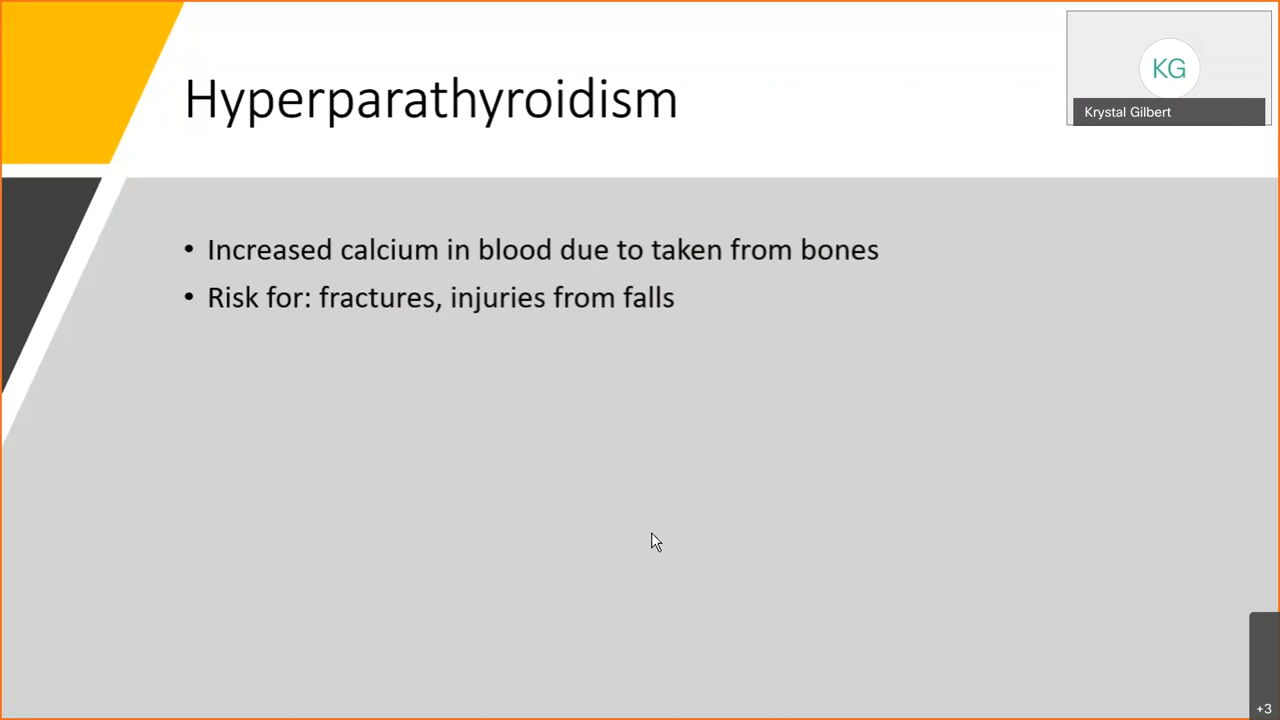 Hyperparathyroidism
KG
Krystal Gilbert
• Increased calcium in blood due to taken from bones
• Risk for: fractures, injuries from falls
+3